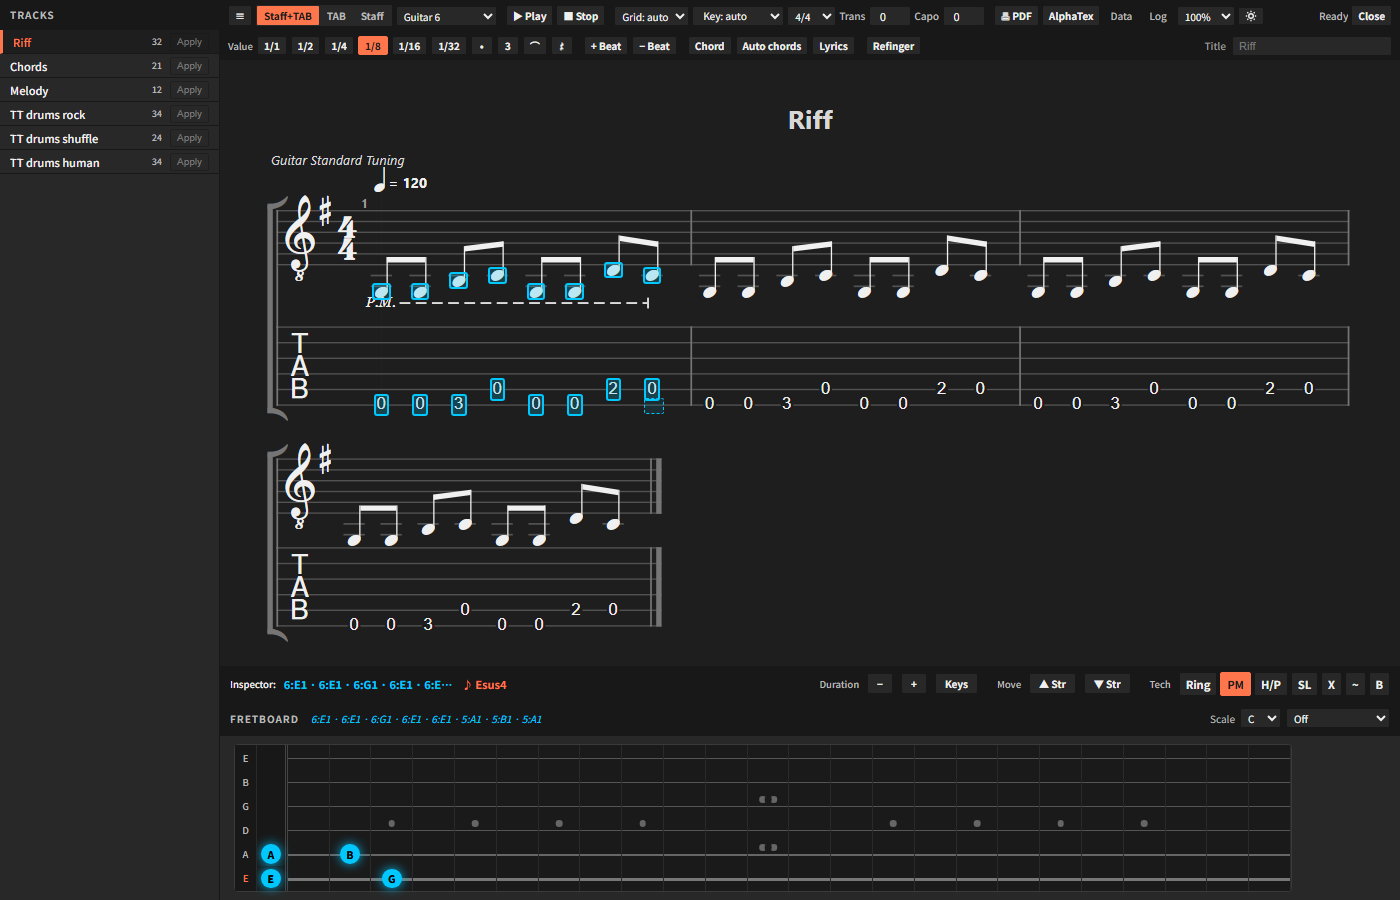 TRACKS
Riff 32 Apply
Chords 21 Apply
Melody 12 Apply
TT drums rock 34 Apply
TT drums shuffle 24 Apply
TT drums human 34 Apply
≡ Staff+TAB TAB Staff Guitar 6 ▶ Play ■ Stop Grid: auto Key: auto 4/4 Trans 0 Capo 0 PDF AlphaTex Data Log 100% Ready Close
Value 1/1 1/2 1/4 1/8 1/16 1/32 • 3 + Beat − Beat Chord Auto chords Lyrics Refinger Title Riff
Riff
Guitar Standard Tuning
= 120
1
4
4
8
P.M.
T
A
B
0 0 3 0 0 0 2 0 0 0 3 0 0 0 2 0 0 0 3 0 0 0 2 0
8
T
A
B
0 0 3 0 0 0 2 0
Inspector: 6:E1 · 6:E1 · 6:G1 · 6:E1 · 6:E··· ♪ Esus4 Duration − + Keys Move ▲ Str ▼ Str Tech Ring PM H/P SL X ~ B
FRETBOARD 6:E1 · 6:E1 · 6:G1 · 6:E1 · 6:E1 · 5:A1 · 5:B1 · 5:A1 Scale C Off
E
B
G
D
A A B
E E G